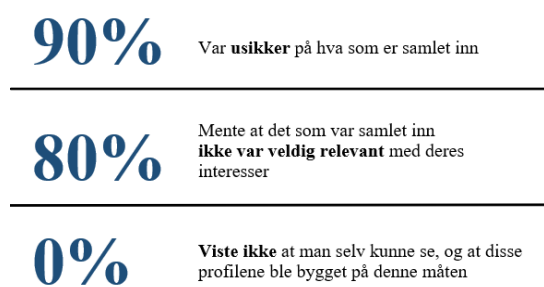 90%
Var usikker på hva som er samlet inn
80%
Mente at det som var samlet inn
ikke var veldig relevant med deres
interesser
0%
Viste ikke at man selv kunne se, og at disse
profilene ble bygget på denne måten